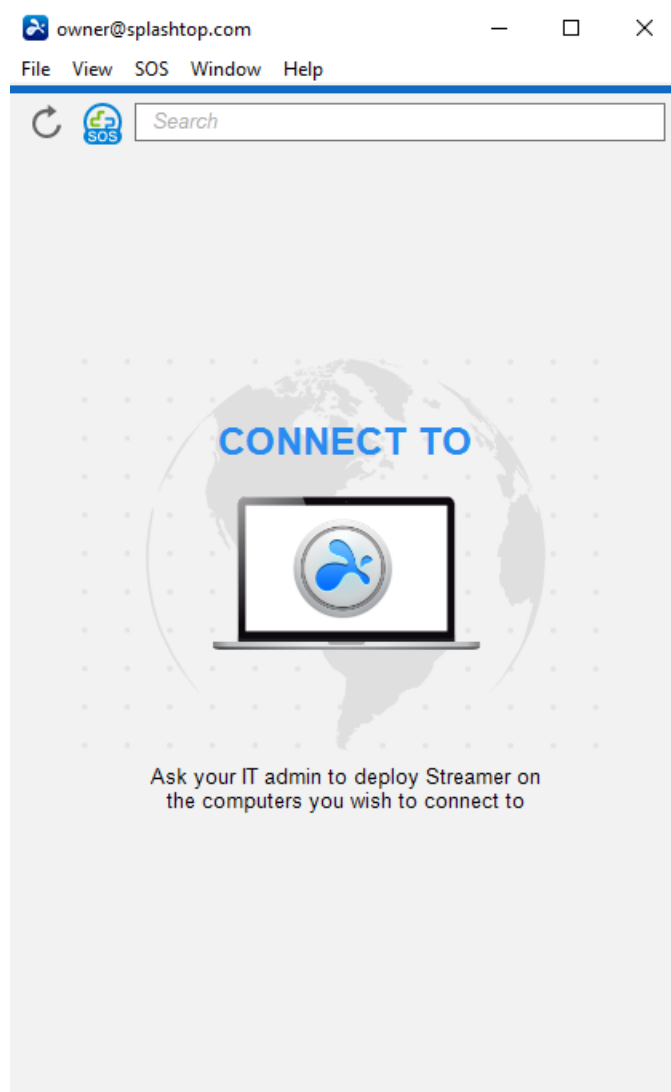 owner@splashtop.com
File View SOS Window Help
SOS Search
CONNECT TO
Ask your IT admin to deploy Streamer on
the computers you wish to connect to